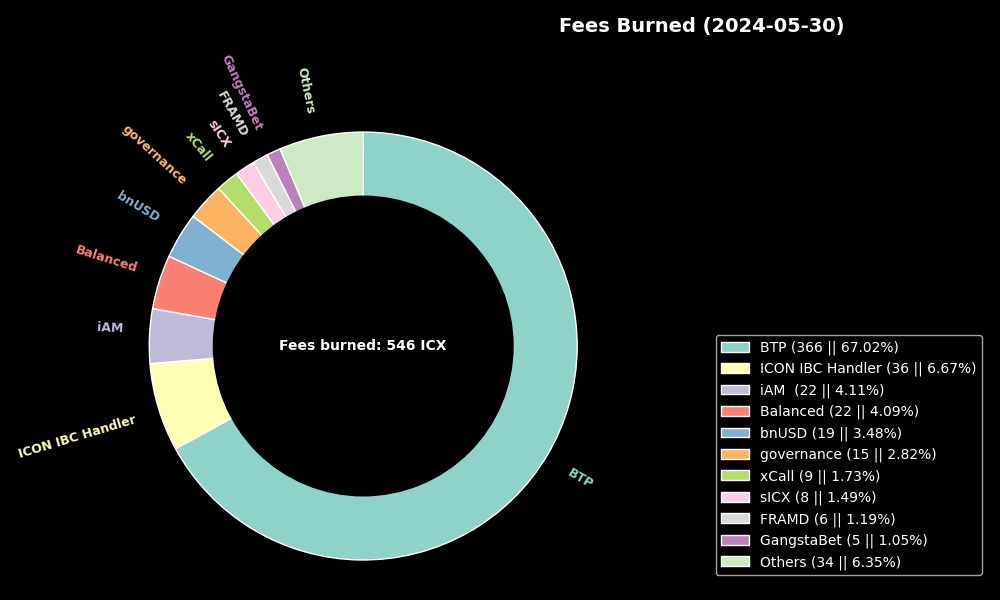 Fees Burned (2024-05-30)
Others
GangstaBet
FRAMD
sICX
xCall
governance
bnUSD
Balanced
iAM
ICON IBC Handler
BTP
Fees burned: 546 ICX
BTP (366 || 67.02%)
ICON IBC Handler (36 || 6.67%)
iAM  (22 || 4.11%)
Balanced (22 || 4.09%)
bnUSD (19 || 3.48%)
governance (15 || 2.82%)
xCall (9 || 1.73%)
sICX (8 || 1.49%)
FRAMD (6 || 1.19%)
GangstaBet (5 || 1.05%)
Others (34 || 6.35%)